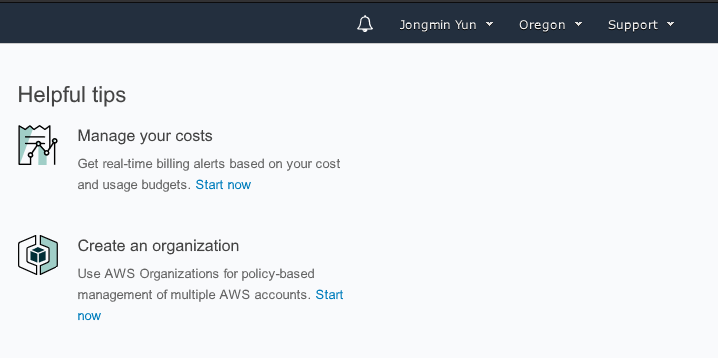 Jongmin Yun Oregon Support
Helpful tips
Manage your costs
Get real-time billing alerts based on your cost
and usage budgets. Start now
Create an organization
Use AWS Organizations for policy-based
management of multiple AWS accounts. Start
now